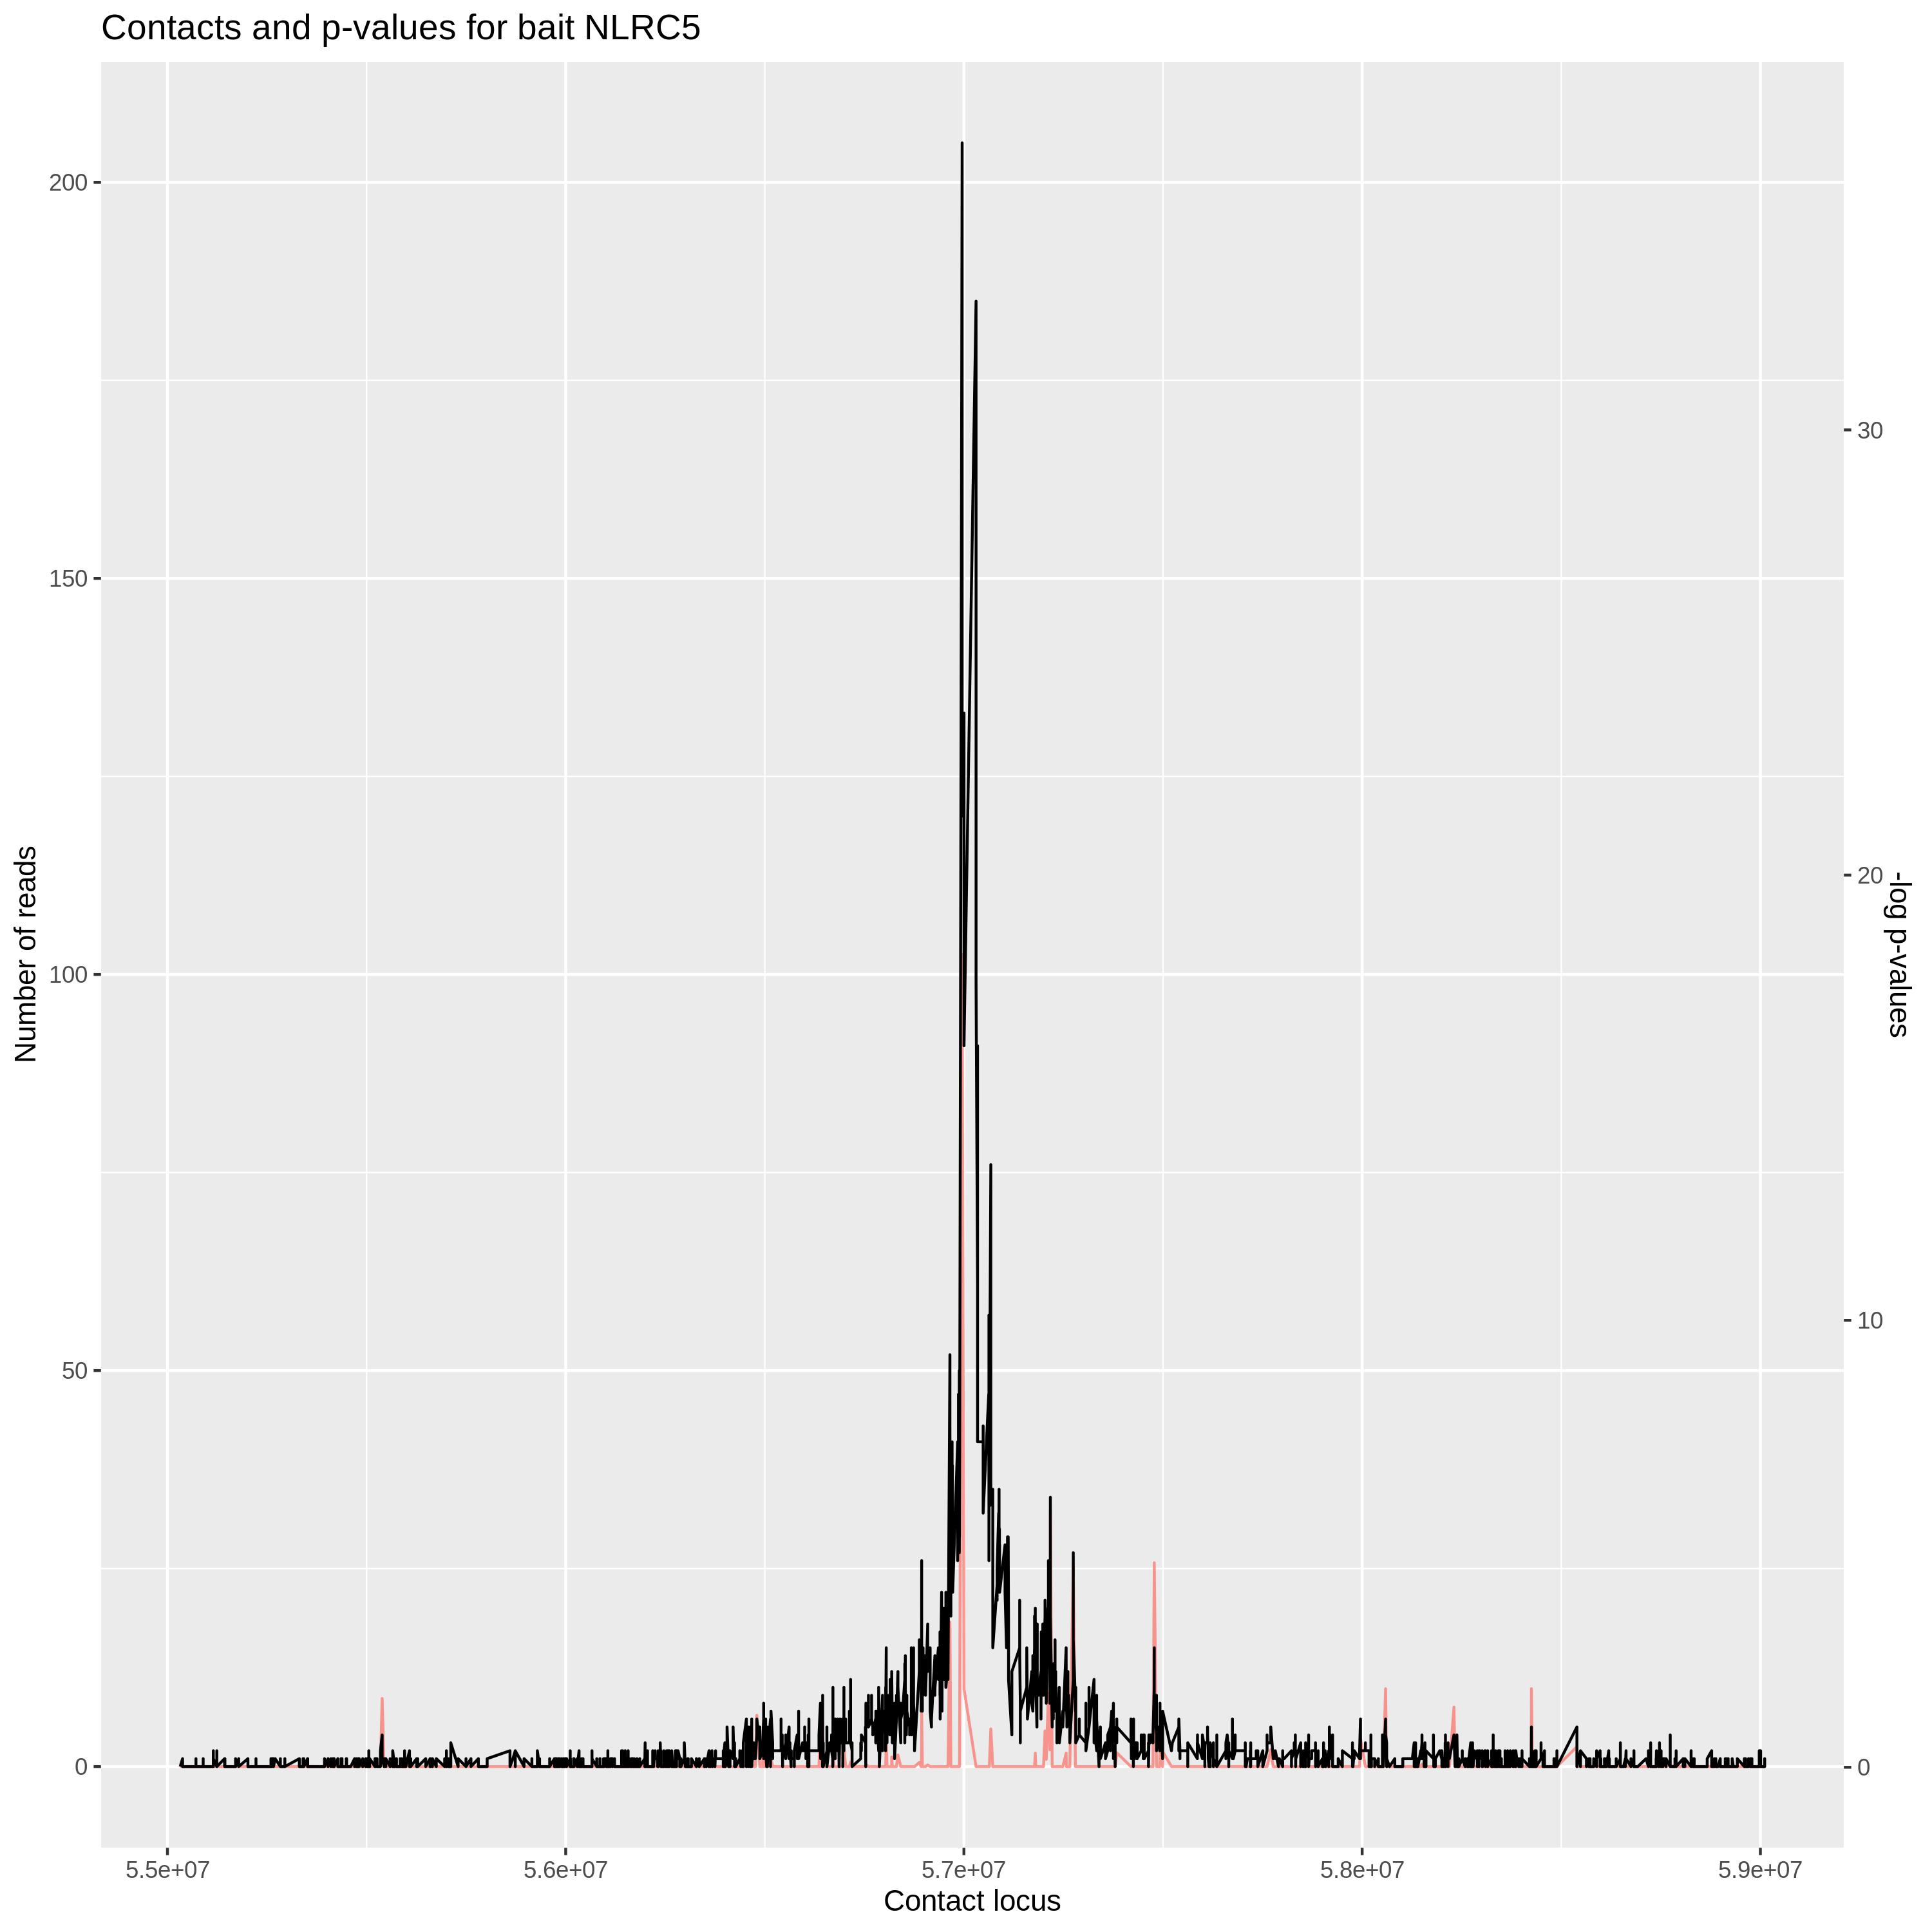 Contacts and p-values for bait NLRC5
200
150
100
50
0
Number of reads
30
20
10
0
-log p-values
5.5e+07 5.6e+07 5.7e+07 5.8e+07 5.9e+07
Contact locus